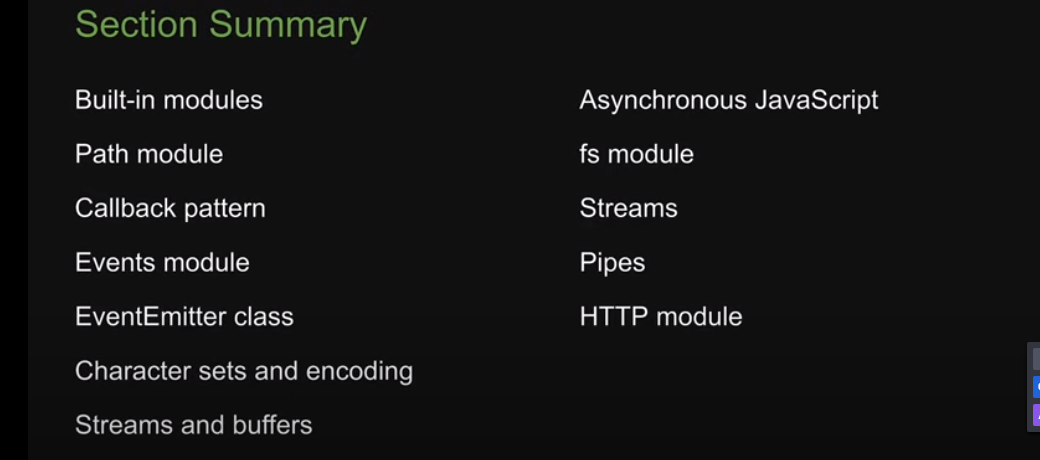 Section Summary
Built-in modules
Path module
Callback pattern
Events module
EventEmitter class
Character sets and encoding
Streams and buffers
Asynchronous JavaScript
fs module
Streams
Pipes
HTTP module